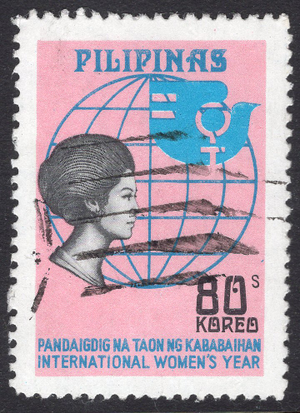 PILIPINAS
80s
KOREO
PANDAIGDIG NA TAON NG KABABAIHAN
INTERNATIONAL WOMEN'S YEAR